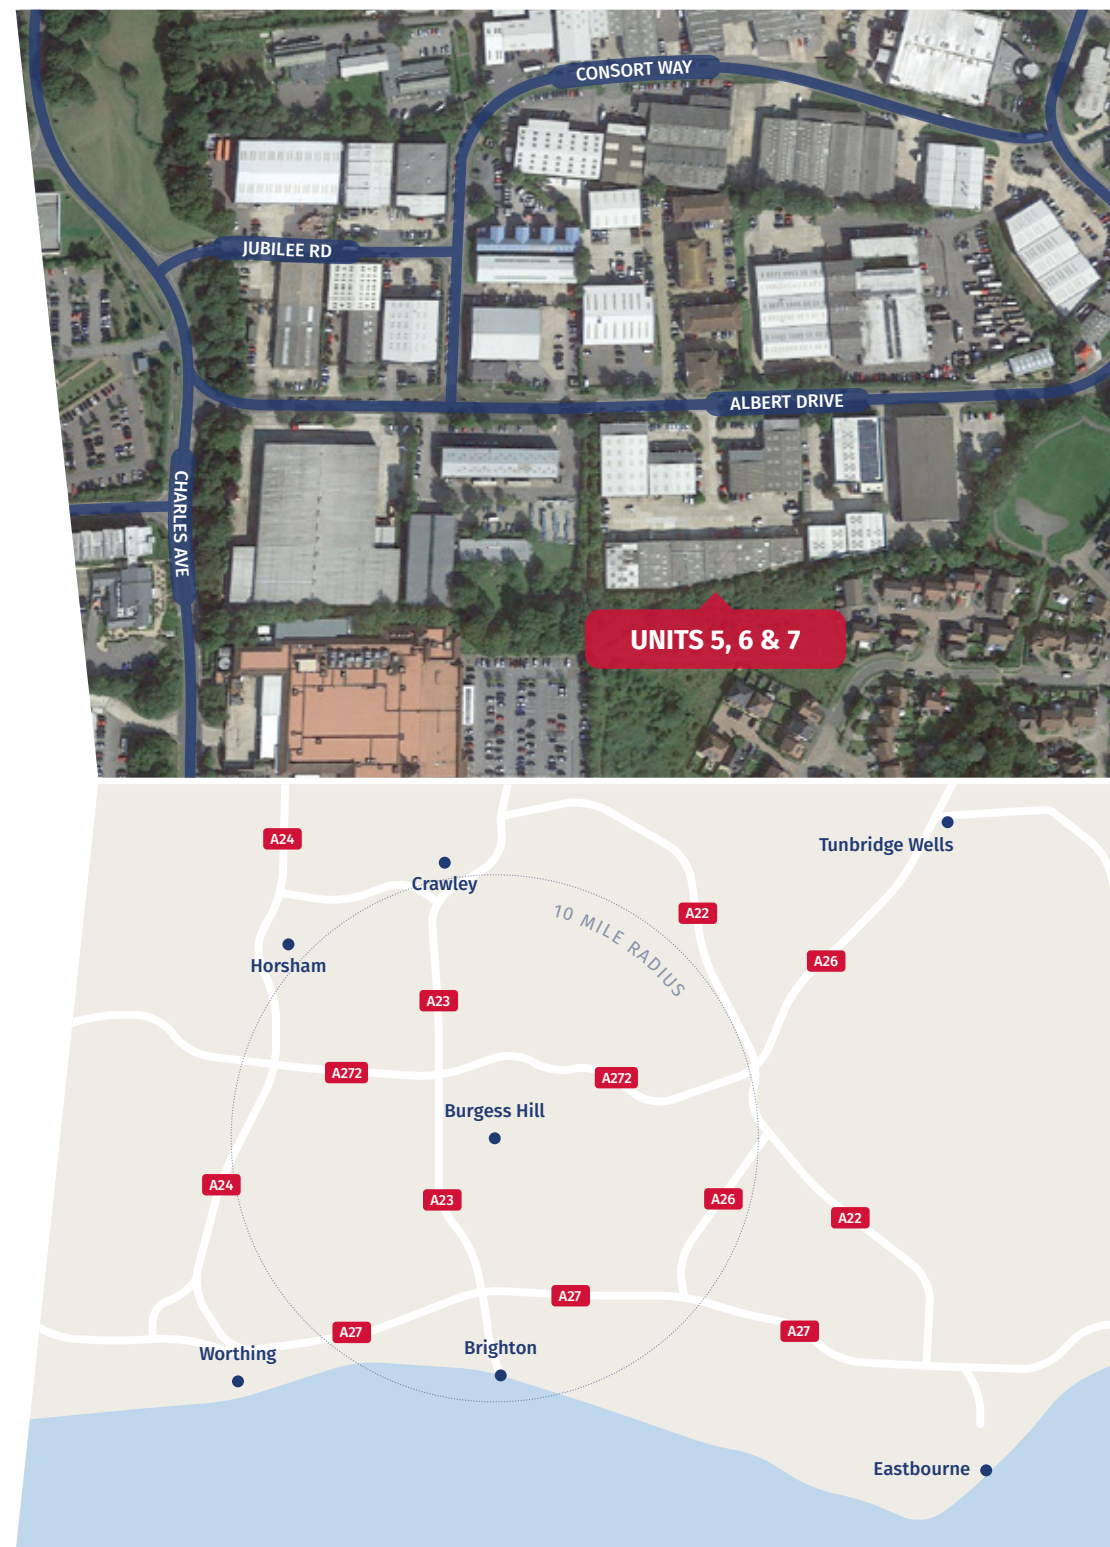 CONSORT WAY
JUBILEE RD
ALBERT DRIVE
CHARLES AVE
UNITS 5, 6 & 7
A24
Tunbridge Wells
Crawley
10 MILE RADIUS
A22
Horsham
A26
A23
A272
A272
Burgess Hill
A24
A23
A26
A22
A27
A27
A27
Brighton
Worthing
Eastbourne